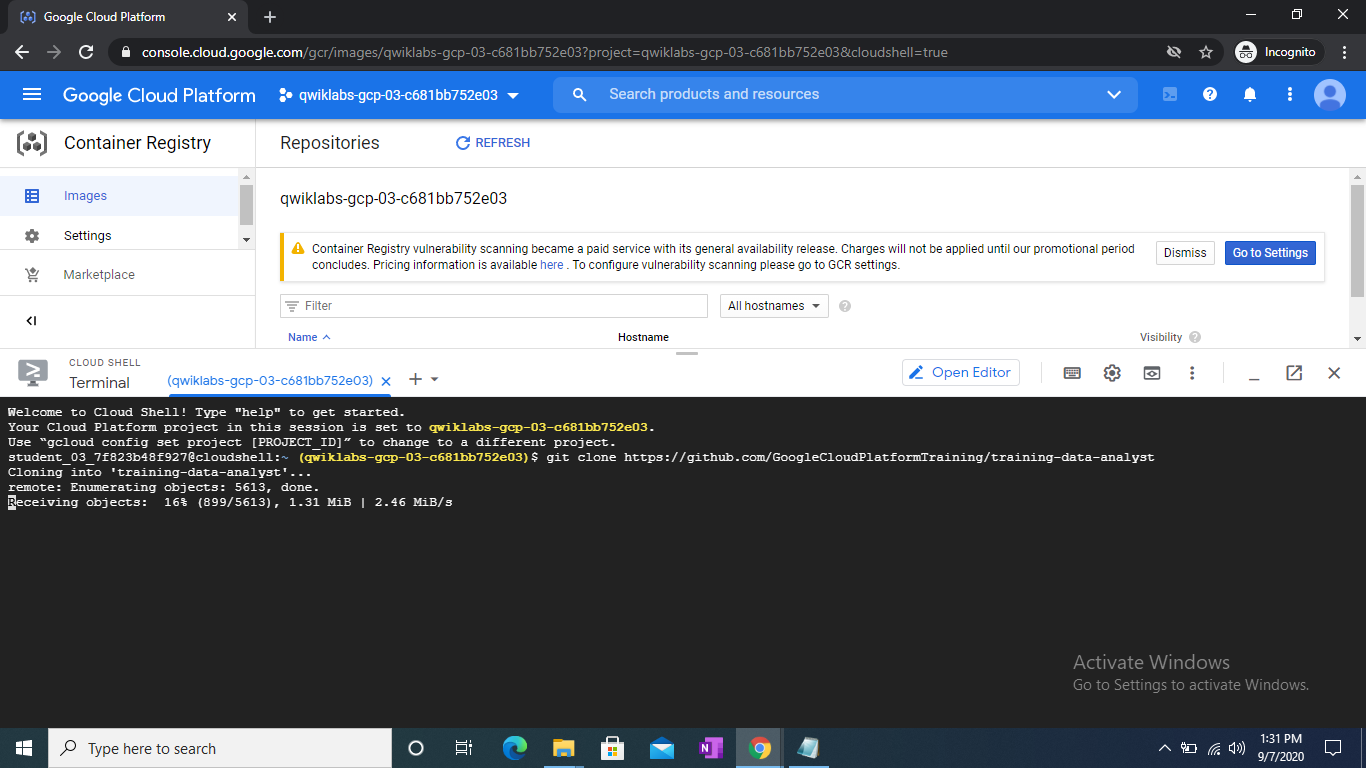 Google Cloud Platform
console.cloud.google.com/gcr/images/qwiklabs-gcp-03-c681bb752e03?project=qwiklabs-gcp-03-c681bb752e03&cloudshell=true
Incognito
Google Cloud Platform
qwiklabs-gcp-03-c681bb752e03
Search products and resources
Container Registry
Repositories
REFRESH
Images
Settings
Marketplace
qwiklabs-gcp-03-c681bb752e03
Container Registry vulnerability scanning became a paid service with its general availability release. Charges will not be applied until our promotional period
concludes. Pricing information is available here . To configure vulnerability scanning please go to GCR settings.
Dismiss
Go to Settings
Filter
All hostnames
Name
Hostname
Visibility
CLOUD SHELL
Terminal
(qwiklabs-gcp-03-c681bb752e03)
Open Editor
Welcome to Cloud Shell! Type "help" to get started.
Your Cloud Platform project in this session is set to qwiklabs-gcp-03-c681bb752e03.
Use “gcloud config set project [PROJECT_ID]” to change to a different project.
student_03_7f823b48f927@cloudshell:~ (qwiklabs-gcp-03-c681bb752e03)$ git clone https://github.com/GoogleCloudPlatformTraining/training-data-analyst
Cloning into 'training-data-analyst'...
remote: Enumerating objects: 5613, done.
Receiving objects:  16% (899/5613), 1.31 MiB | 2.46 MiB/s
Activate Windows
Go to Settings to activate Windows.
Type here to search
1:31 PM
9/7/2020